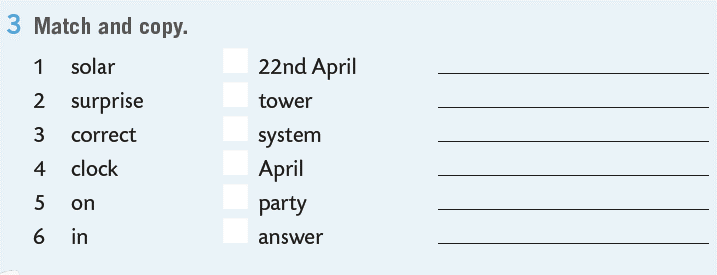 3 Match and copy.
1 solar 22nd April
2 surprise tower
3 correct system
4 clock April
5 on party
6 in answer